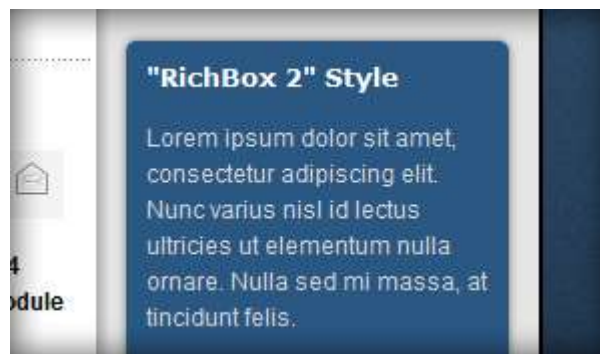 "RichBox 2" Style
Lorem ipsum dolor sit amet,
consectetur adipiscing elit.
Nunc varius nisl id lectus
ultricies ut elementum nulla
ornare. Nulla sed mi massa, at
tincidunt felis.
4
odule